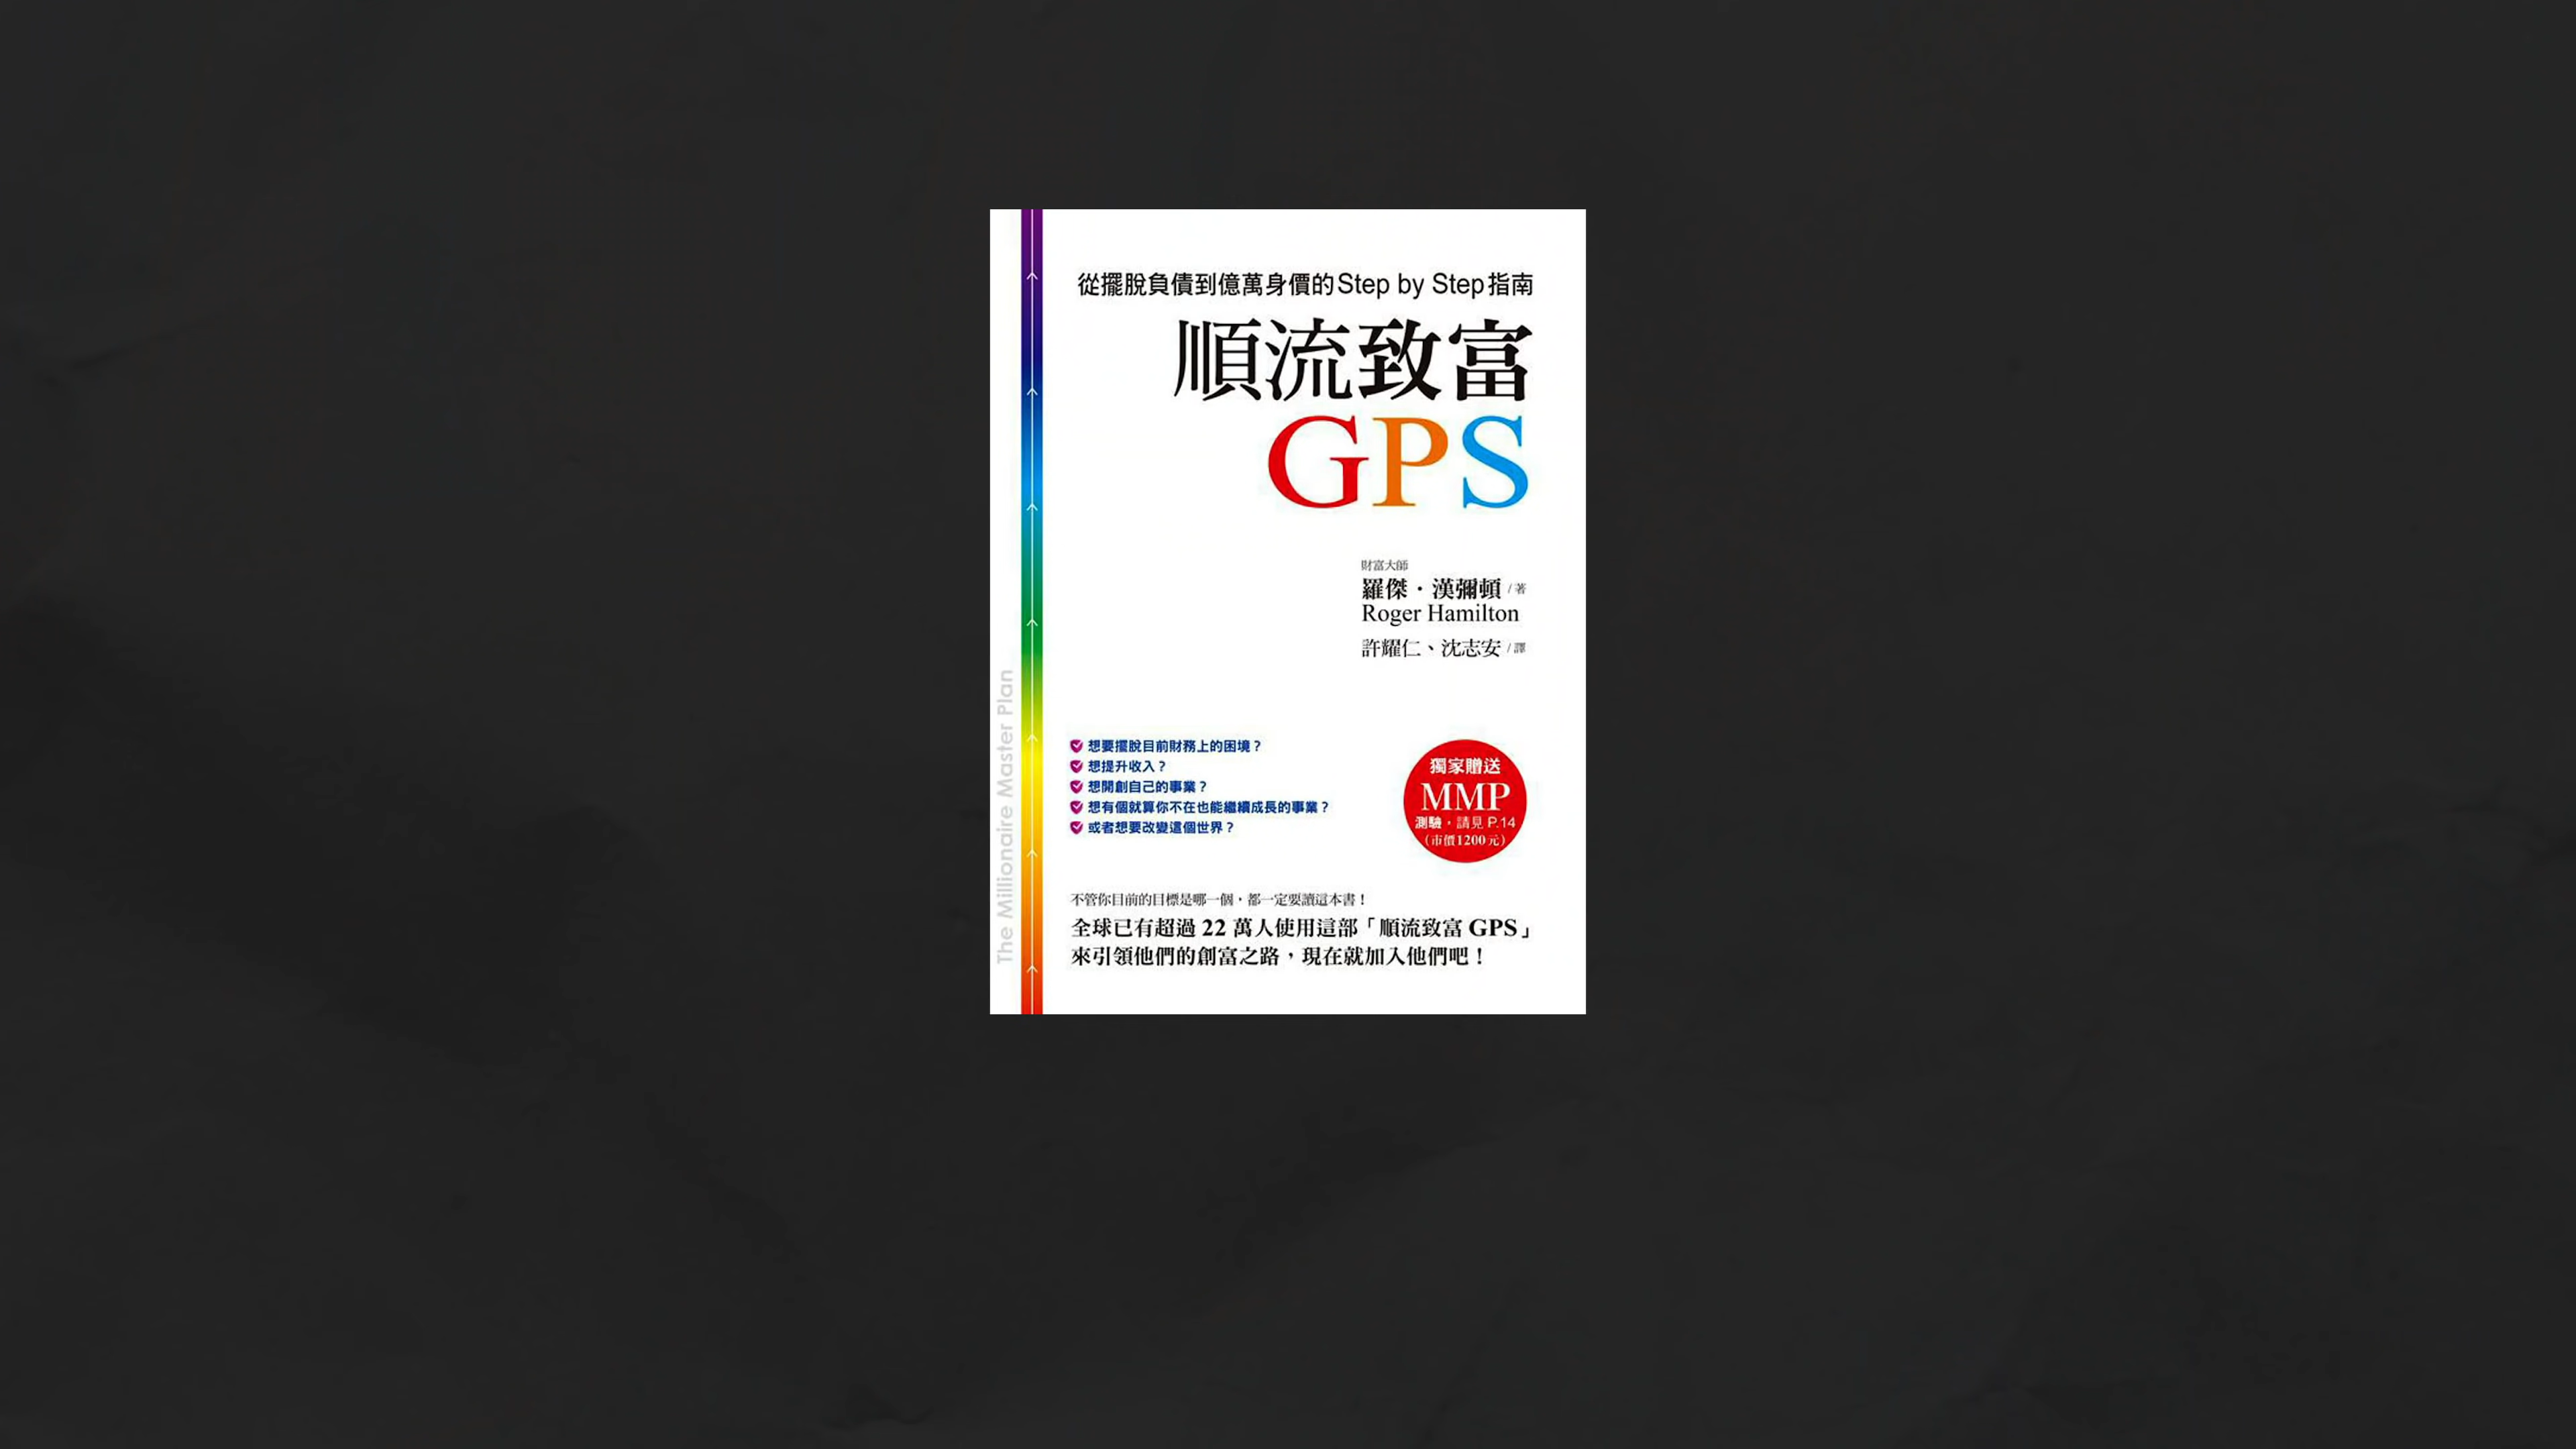 從擺脫負債到億萬身價的Step by Step指南
順流致富
GPS
財富大師
羅傑・漢彌頓 / 著
Roger Hamilton
許耀仁、沈志安 / 譯
The Millionaire Master Plan
想要擺脫目前財務上的困境？
想提升收入？
想開創自己的事業？
想有個就算你不在也能繼續成長的事業？
或者想要改變這個世界？
獨家贈送
MMP
測驗，請見 P.14
（市價1200元）
不管你目前的目標是哪一個，都一定要讀這本書！
全球已有超過 22 萬人使用這部「順流致富 GPS」
來引領他們的創富之路，現在就加入他們吧！